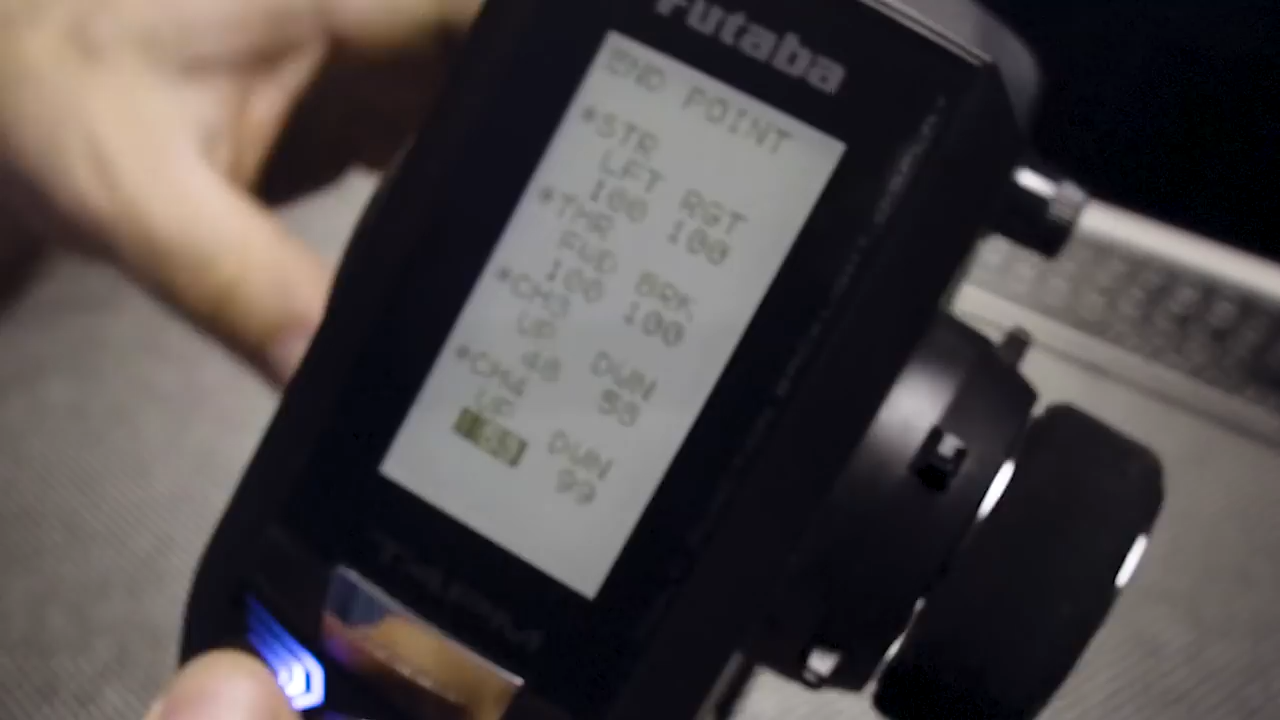 Futaba
END POINT
*STR
LFT RGT
100 100
*THR
FWD BRK
100 100
*CH3
UP DWN
*CH4
UP DWN
99